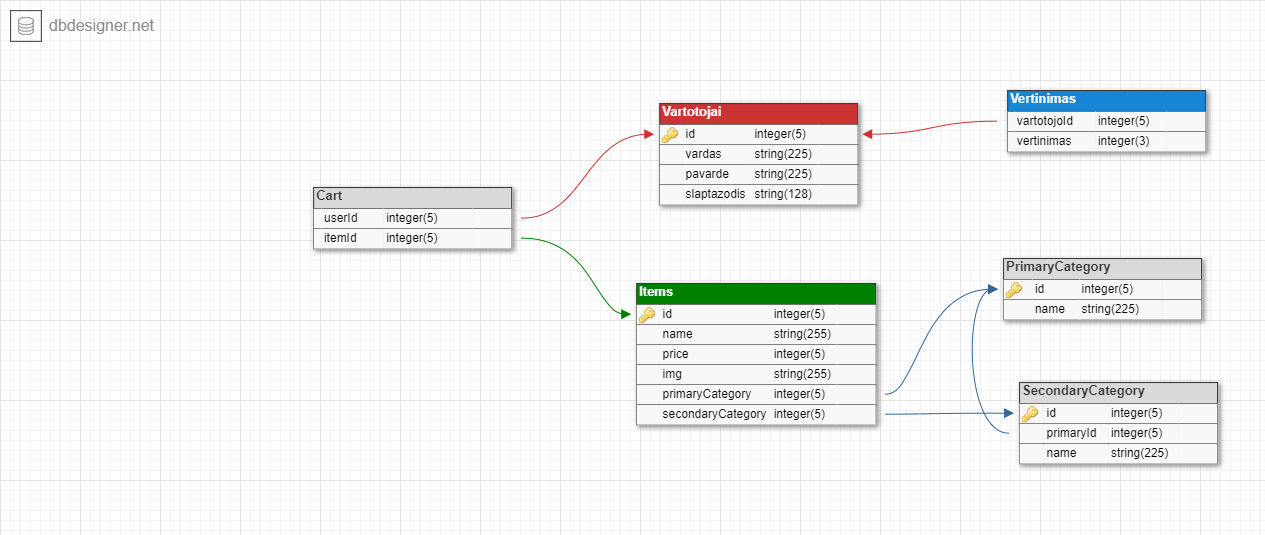 dbdesigner.net
Vartotojai
id integer(5)
vardas string(225)
pavarde string(225)
slaptazodis string(128)
Vertinimas
vartotojoId integer(5)
vertinimas integer(3)
Cart
userId integer(5)
itemId integer(5)
Items
id integer(5)
name string(255)
price integer(5)
img string(255)
primaryCategory integer(5)
secondaryCategory integer(5)
PrimaryCategory
id integer(5)
name string(225)
SecondaryCategory
id integer(5)
primaryId integer(5)
name string(225)